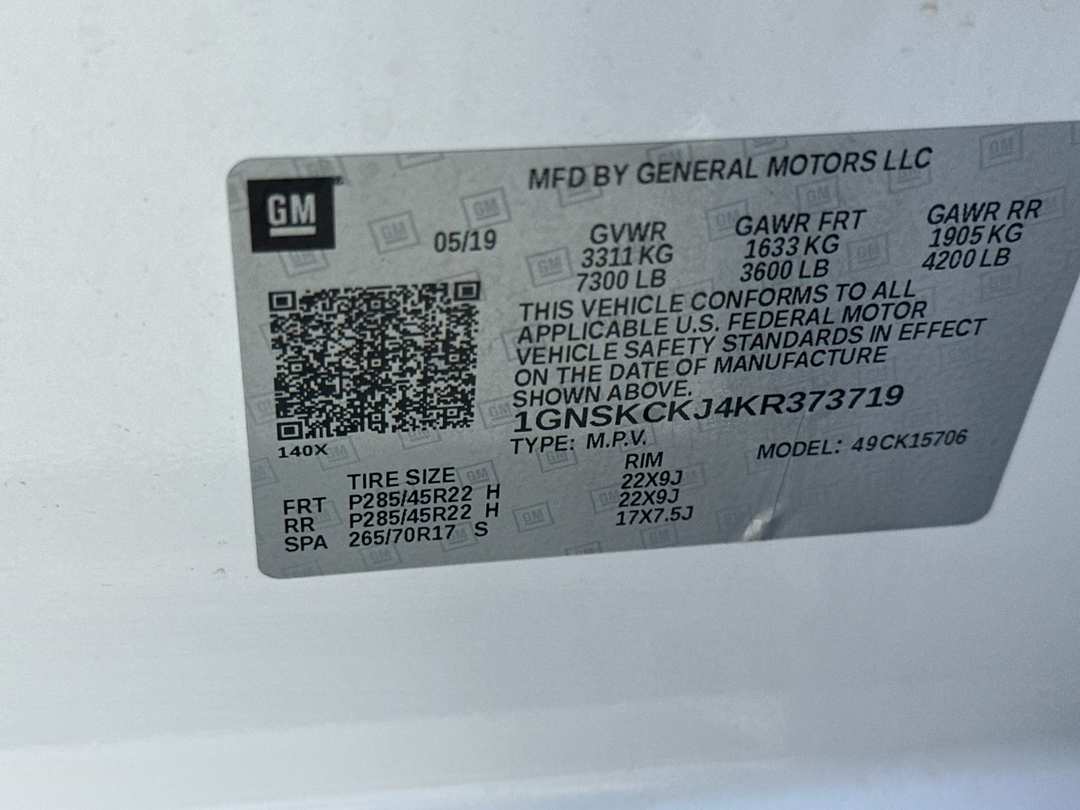 GM
MFD BY GENERAL MOTORS LLC
05/19
GVWR GAWR FRT GAWR RR
3311 KG 1633 KG 1905 KG
7300 LB 3600 LB 4200 LB
THIS VEHICLE CONFORMS TO ALL
APPLICABLE U.S. FEDERAL MOTOR
VEHICLE SAFETY STANDARDS IN EFFECT
ON THE DATE OF MANUFACTURE
SHOWN ABOVE.
1GNSKCKJ4KR373719
140X
TYPE: M.P.V. MODEL: 49CK15706
TIRE SIZE RIM
FRT P285/45R22 H 22X9J
RR P285/45R22 H 22X9J
SPA 265/70R17 S 17X7.5J